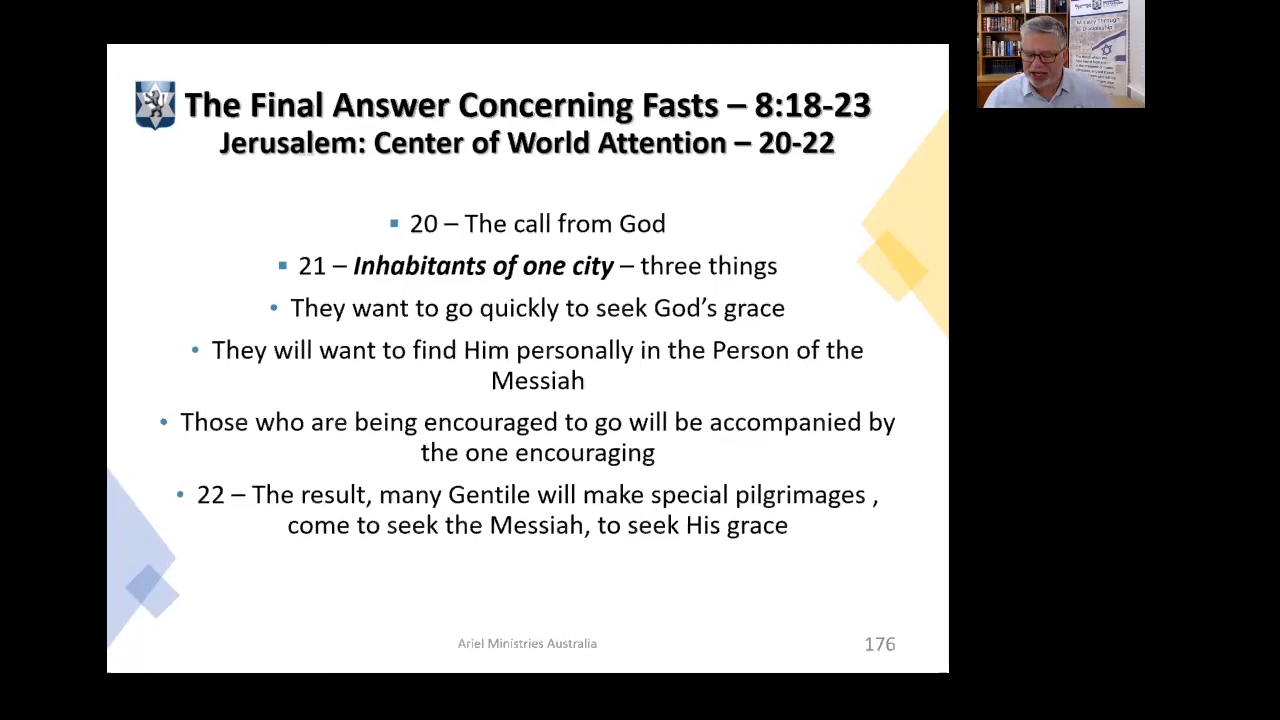 The Final Answer Concerning Fasts – 8:18-23
Jerusalem: Center of World Attention – 20-22
▪ 20 – The call from God
▪ 21 – Inhabitants of one city – three things
• They want to go quickly to seek God’s grace
• They will want to find Him personally in the Person of the
Messiah
• Those who are being encouraged to go will be accompanied by
the one encouraging
• 22 – The result, many Gentile will make special pilgrimages ,
come to seek the Messiah, to seek His grace
Ariel Ministries Australia
176
Ministry Through
Discipleship